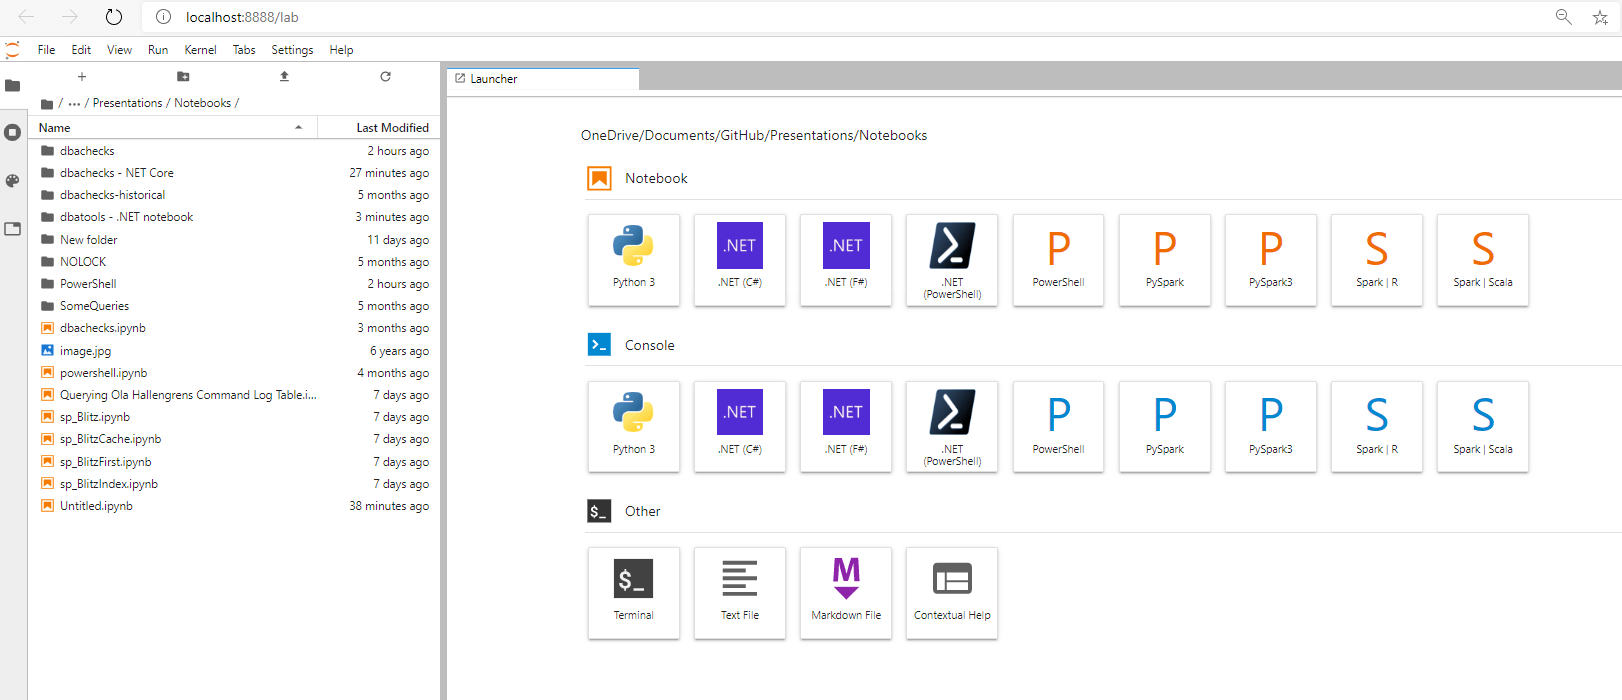 localhost:8888/lab
File Edit View Run Kernel Tabs Settings Help
/ ... / Presentations / Notebooks /
Name Last Modified
dbachecks 2 hours ago
dbachecks - NET Core 27 minutes ago
dbachecks-historical 5 months ago
dbatools - .NET notebook 3 minutes ago
New folder 11 days ago
NOLOCK 5 months ago
PowerShell 2 hours ago
SomeQueries 5 months ago
dbachecks.ipynb 3 months ago
image.jpg 6 years ago
powershell.ipynb 4 months ago
Querying Ola Hallengrens Command Log Table.i... 7 days ago
sp_Blitz.ipynb 7 days ago
sp_BlitzCache.ipynb 7 days ago
sp_BlitzFirst.ipynb 7 days ago
sp_BlitzIndex.ipynb 7 days ago
Untitled.ipynb 38 minutes ago
Launcher
OneDrive/Documents/GitHub/Presentations/Notebooks
Notebook
.NET .NET P P P S S
Python 3 .NET (C#) .NET (F#) .NET (PowerShell) PowerShell PySpark PySpark3 Spark | R Spark | Scala
Console
.NET .NET P P P S S
Python 3 .NET (C#) .NET (F#) .NET (PowerShell) PowerShell PySpark PySpark3 Spark | R Spark | Scala
$_ Other
$_ M
Terminal Text File Markdown File Contextual Help